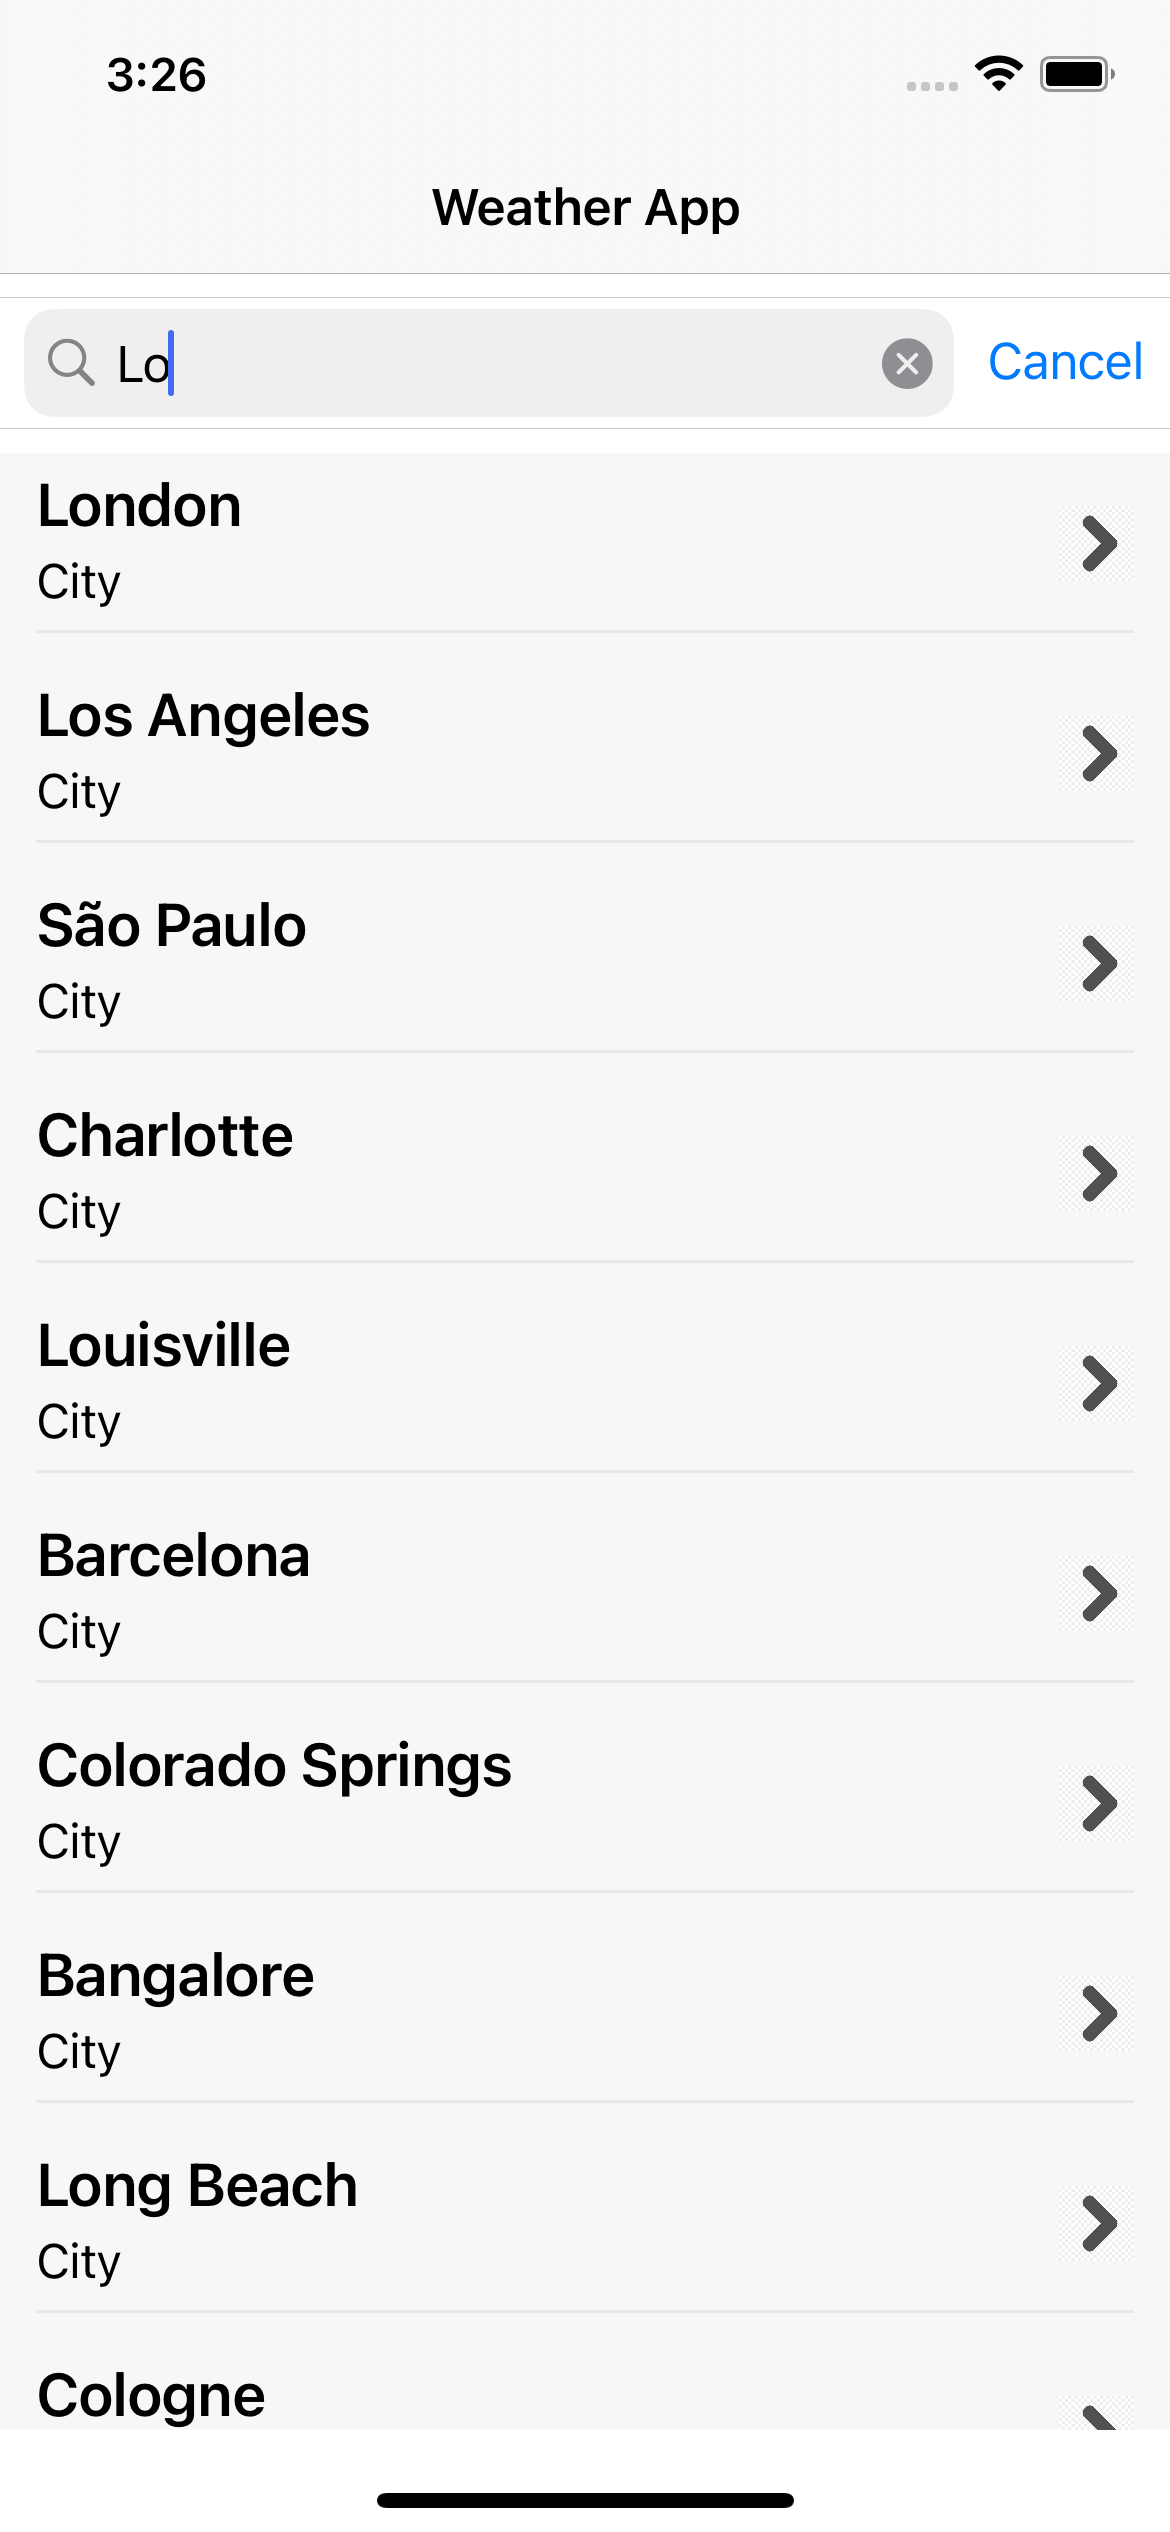 3:26
Weather App
Lo
Cancel
London
City
Los Angeles
City
São Paulo
City
Charlotte
City
Louisville
City
Barcelona
City
Colorado Springs
City
Bangalore
City
Long Beach
City
Cologne